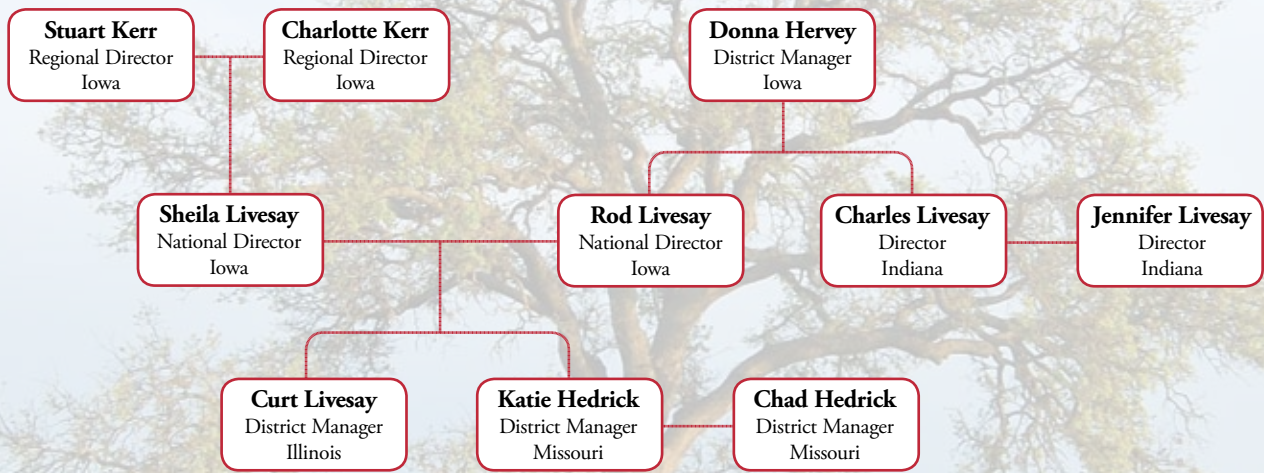 Stuart Kerr
Regional Director
Iowa
Charlotte Kerr
Regional Director
Iowa
Donna Hervey
District Manager
Iowa
Sheila Livesay
National Director
Iowa
Rod Livesay
National Director
Iowa
Charles Livesay
Director
Indiana
Jennifer Livesay
Director
Indiana
Curt Livesay
District Manager
Illinois
Katie Hedrick
District Manager
Missouri
Chad Hedrick
District Manager
Missouri